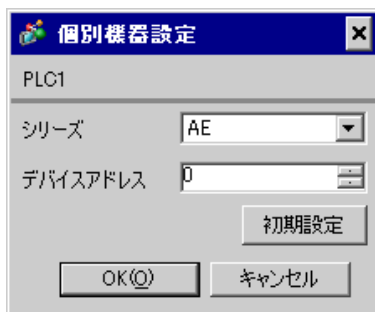 個別機器設定
PLC1
シリーズ AE
デバイスアドレス 0
初期設定
OK(O) キャンセル